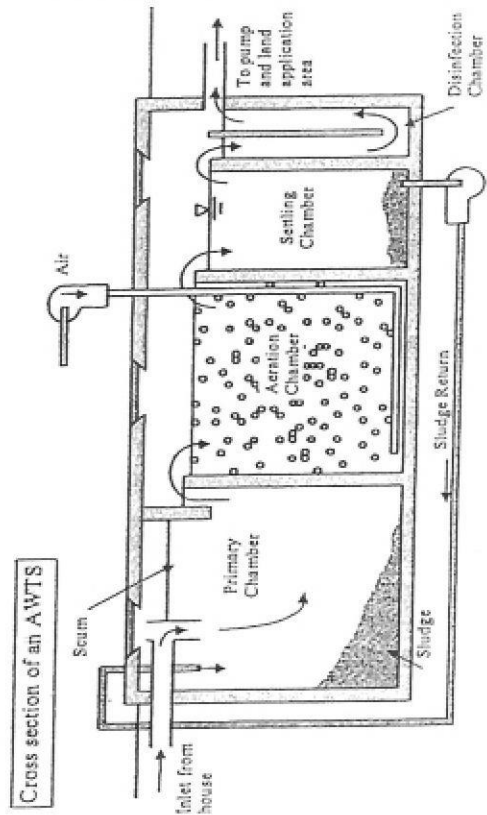 Cross section of an AWTS
Scum
Air
Inlet from
house
Primary
Chamber
Aeration
Chamber
Settling
Chamber
To pump
and land
application
area
Sludge
Sludge Return
Disinfection
Chamber